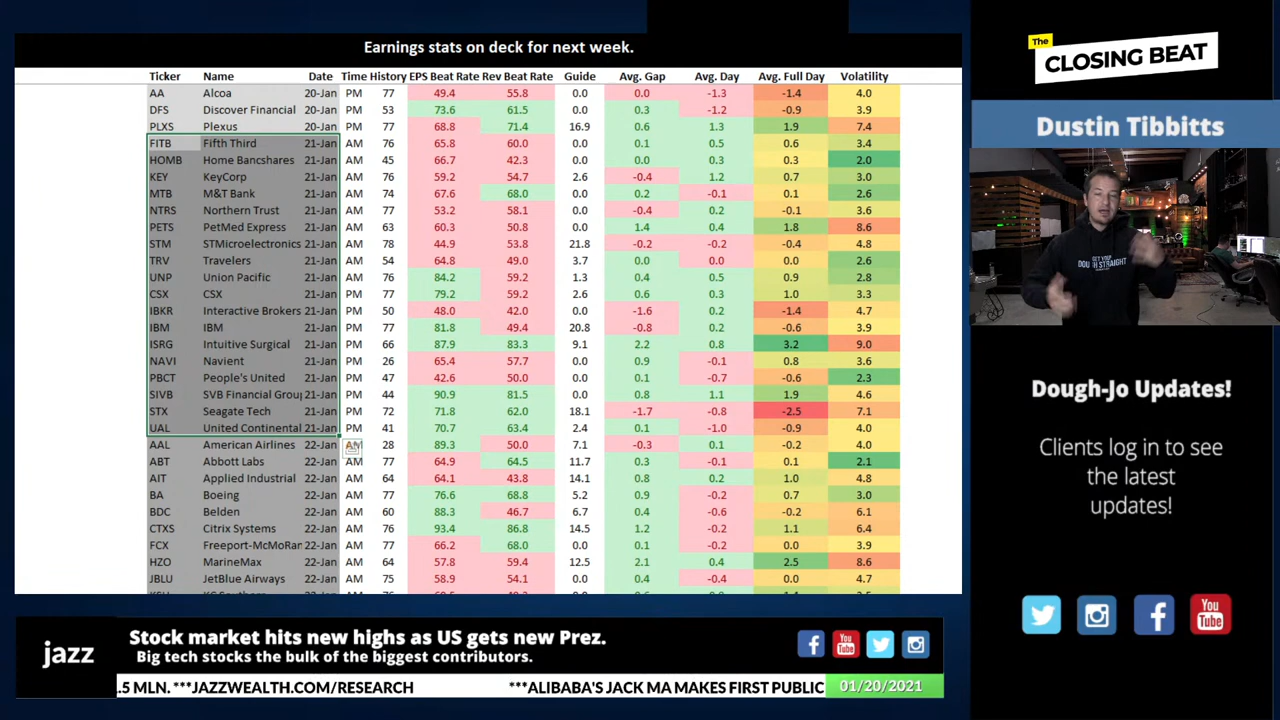 Earnings stats on deck for next week.
Ticker Name Date Time History EPS Beat Rate Rev Beat Rate Guide Avg. Gap Avg. Day Avg. Full Day Volatility
AA Alcoa 20-Jan PM 77 49.4 55.8 0.0 0.0 -1.3 -1.4 4.0
DFS Discover Financial 20-Jan PM 53 73.6 61.5 0.0 0.3 -1.2 -0.9 3.9
PLXS Plexus 20-Jan PM 77 68.8 71.4 16.9 0.6 1.3 1.9 7.4
FITB Fifth Third 21-Jan AM 76 65.8 60.0 0.0 0.1 0.5 0.6 3.4
HOMB Home Bancshares 21-Jan AM 45 66.7 42.3 0.0 0.0 0.3 0.3 2.0
KEY KeyCorp 21-Jan AM 76 59.2 54.7 2.6 -0.4 1.2 0.7 3.0
MTB M&T Bank 21-Jan AM 74 67.6 68.0 0.0 0.2 -0.1 0.1 2.6
NTRS Northern Trust 21-Jan AM 77 53.2 58.1 0.0 -0.4 0.2 -0.1 3.6
PETS PetMed Express 21-Jan AM 63 60.3 50.8 0.0 1.4 0.4 1.8 8.6
STM STMicroelectronics 21-Jan AM 78 44.9 53.8 21.8 -0.2 -0.2 -0.4 4.8
TRV Travelers 21-Jan AM 54 64.8 49.0 3.7 0.0 0.0 0.0 2.6
UNP Union Pacific 21-Jan AM 76 84.2 59.2 1.3 0.4 0.5 0.9 2.8
CSX CSX 21-Jan PM 77 79.2 59.2 2.6 0.6 0.3 1.0 3.3
IBKR Interactive Brokers 21-Jan PM 50 48.0 42.0 0.0 -1.6 0.2 -1.4 4.7
IBM IBM 21-Jan PM 77 81.8 49.4 20.8 -0.8 0.2 -0.6 3.9
ISRG Intuitive Surgical 21-Jan PM 66 87.9 83.3 9.1 2.2 0.8 3.2 9.0
NAVI Navient 21-Jan PM 26 65.4 57.7 0.0 0.9 -0.1 0.8 3.6
PBCT People's United 21-Jan PM 47 42.6 50.0 0.0 0.1 -0.7 -0.6 2.3
SIVB SVB Financial Grou 21-Jan PM 44 90.9 81.5 0.0 0.8 1.1 1.9 4.6
STX Seagate Tech 21-Jan PM 72 71.8 62.0 18.1 -1.7 -0.8 -2.5 7.1
UAL United Continental 21-Jan PM 41 70.7 63.4 2.4 0.1 -1.0 -0.9 4.0
AAL American Airlines 22-Jan AM 28 89.3 50.0 7.1 -0.3 0.1 -0.2 4.0
ABT Abbott Labs 22-Jan AM 77 64.9 64.5 11.7 0.3 -0.1 0.1 2.1
AIT Applied Industrial 22-Jan AM 64 64.1 43.8 14.1 0.8 0.2 1.0 4.8
BA Boeing 22-Jan AM 77 76.6 68.8 5.2 0.9 -0.2 0.7 3.0
BDC Belden 22-Jan AM 60 88.3 46.7 6.7 0.4 -0.6 -0.2 6.1
CTXS Citrix Systems 22-Jan AM 76 93.4 86.8 14.5 1.2 -0.2 1.1 6.4
FCX Freeport-McMoRan 22-Jan AM 77 66.2 68.0 0.0 0.1 -0.2 0.0 3.9
HZO MarineMax 22-Jan AM 64 57.8 59.4 12.5 2.1 0.4 2.5 8.6
JBLU JetBlue Airways 22-Jan AM 75 58.9 54.1 0.0 0.4 -0.4 0.0 4.7
The
CLOSING BEAT
Dustin Tibbitts
GET YOUR
DOUGH STRAIGHT
Dough-Jo Updates!
Clients log in to see
the latest
updates!
You
Tube
jazz
Stock market hits new highs as US gets new Prez.
Big tech stocks the bulk of the biggest contributors.
You
Tube
.5 MLN. ***JAZZWEALTH.COM/RESEARCH ***ALIBABA'S JACK MA MAKES FIRST PUBLIC
01/20/2021